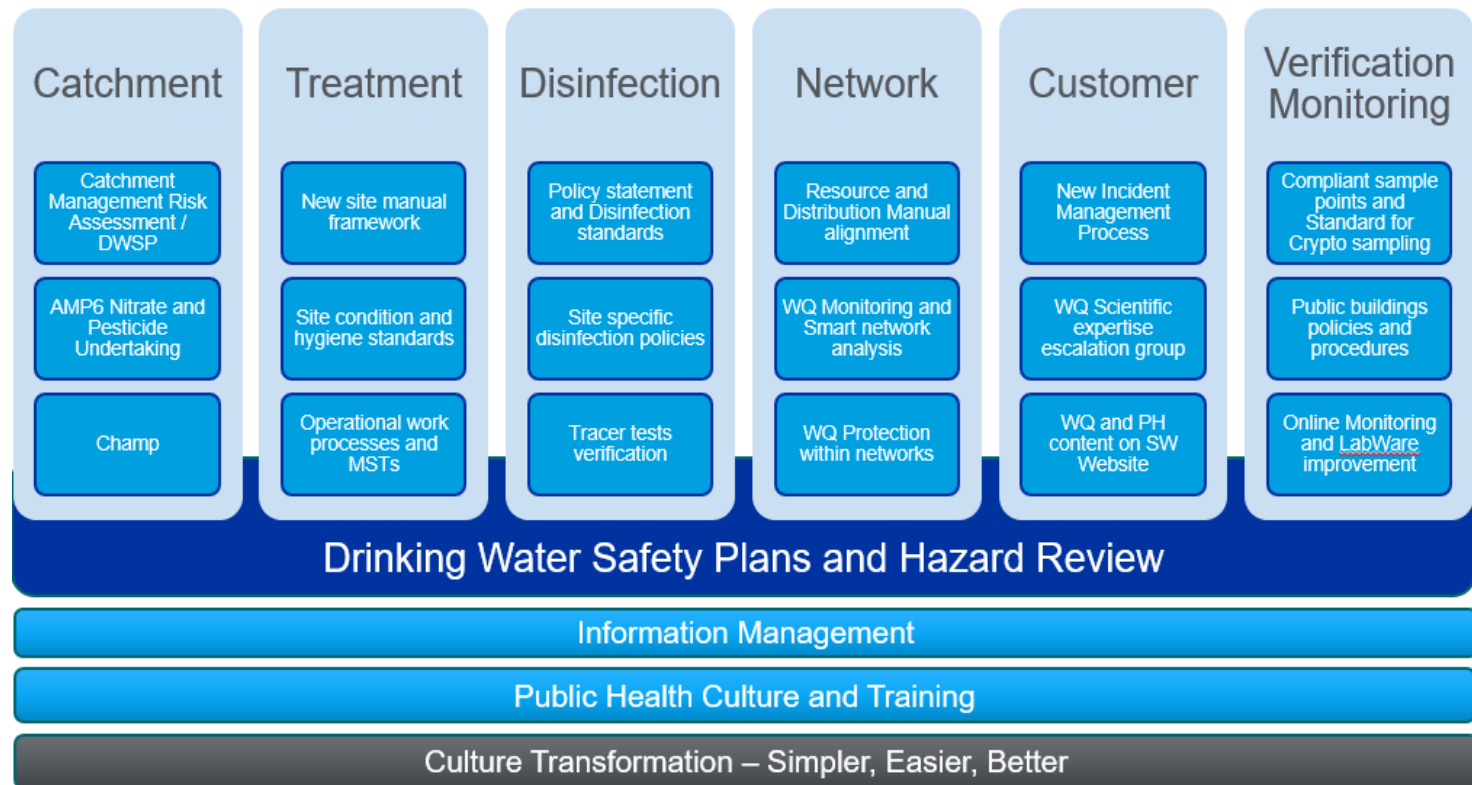 Catchment
Treatment
Disinfection
Network
Customer
Verification
Monitoring
Catchment
Management Risk
Assessment /
DWSP
New site manual
framework
Policy statement
and Disinfection
standards
Resource and
Distribution Manual
alignment
New Incident
Management
Process
Compliant sample
points and
Standard for
Crypto sampling
AMP6 Nitrate and
Pesticide
Undertaking
Site condition and
hygiene standards
Site specific
disinfection policies
WQ Monitoring and
Smart network
analysis
WQ Scientific
expertise
escalation group
Public buildings
policies and
procedures
Champ
Operational work
processes and
MSTs
Tracer tests
verification
WQ Protection
within networks
WQ and PH
content on SW
Website
Online Monitoring
and LabWare
improvement
Drinking Water Safety Plans and Hazard Review
Information Management
Public Health Culture and Training
Culture Transformation – Simpler, Easier, Better